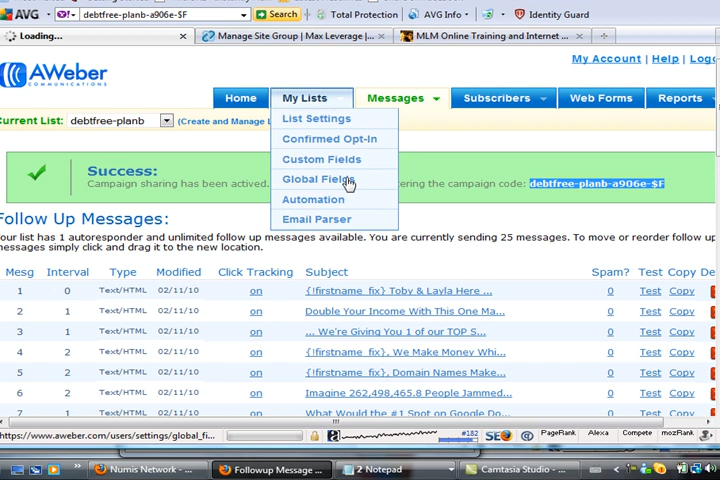 AVG debtfree-planb-a906e-$F Search Total Protection AVG Info Identity Guard
Loading... Manage Site Group | Max Leverage |... MLM Online Training and Internet ...
My Account | Help |
AWeber
COMMUNICATIONS
Home My Lists Messages Subscribers Web Forms Reports
Current List: debtfree-planb (Create and Manage L
List Settings
Confirmed Opt-In
Custom Fields
Global Fields
Automation
Email Parser
Success:
Campaign sharing has been actived. tering the campaign code: debtfree-planb-a906e-$F
Follow Up Messages:
our list has 1 autoresponder and unlimited follow up messages available. You are currently sending 25 messages. To move or reorder follow up
messages simply click and drag it to the new location.
Mesg Interval Type Modified Click Tracking Subject Spam? Test Copy De
1 0 Text/HTML 02/11/10 on {!firstname_fix} Toby & Layla Here ... 0 Test Copy
2 1 Text/HTML 02/11/10 on Double Your Income With This One Ma... 0 Test Copy
3 1 Text/HTML 02/11/10 on ... We're Giving You 1 of our TOP S... 0 Test Copy
4 2 Text/HTML 02/11/10 on {!firstname_fix}, We Make Money Whi... 0 Test Copy
5 2 Text/HTML 02/11/10 on {!firstname_fix}, Domain Names Make... 0 Test Copy
6 2 Text/HTML 02/11/10 on Imagine 262,498,465.8 People Jammed... 0 Test Copy
7 1 Text/HTML 02/11/10 on What Would the #1 Spot on Google Do... 0 Test Copy
https://www.aweber.com/users/settings/global_fi... #182 SEO PageRank Alexa Compete mozRank
Numis Network - ... Followup Message ... 2 Notepad Camtasia Studio - ...